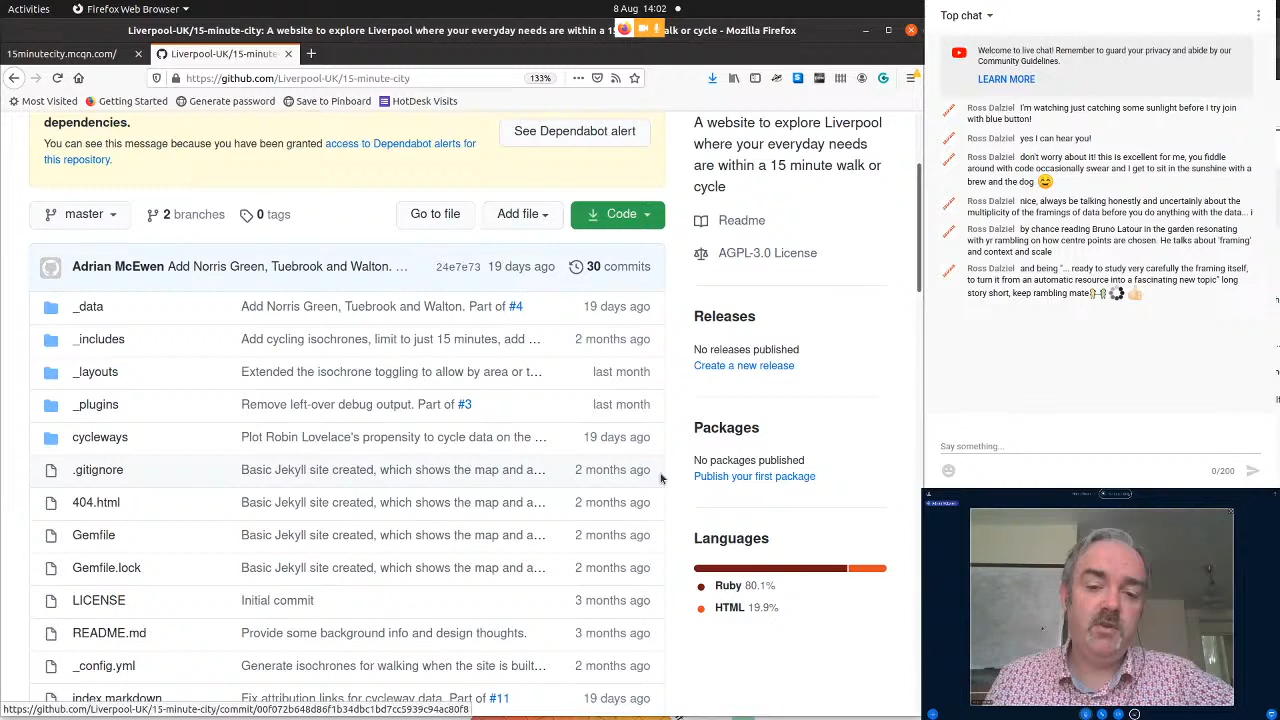 Activities
Firefox Web Browser
8 Aug 14:02
Liverpool-UK/15-minute-city: A website to explore Liverpool where your everyday needs are within a 15 minute walk or cycle - Mozilla Firefox
15minutecity.mcqn.com/
Liverpool-UK/15-minute-
https://github.com/Liverpool-UK/15-minute-city
133%
Most Visited
Getting Started
Generate password
Save to Pinboard
HotDesk Visits
dependencies.
You can see this message because you have been granted access to Dependabot alerts for
this repository.
See Dependabot alert
master
2 branches
0 tags
Go to file
Add file
Code
Adrian McEwen Add Norris Green, Tuebrook and Walton. …
24e7e73 19 days ago
30 commits
_data
Add Norris Green, Tuebrook and Walton. Part of #4
19 days ago
_includes
Add cycling isochrones, limit to just 15 minutes, add …
2 months ago
_layouts
Extended the isochrone toggling to allow by area or t…
last month
_plugins
Remove left-over debug output. Part of #3
last month
cycleways
Plot Robin Lovelace's propensity to cycle data on the …
19 days ago
.gitignore
Basic Jekyll site created, which shows the map and a…
2 months ago
404.html
Basic Jekyll site created, which shows the map and a…
2 months ago
Gemfile
Basic Jekyll site created, which shows the map and a…
2 months ago
Gemfile.lock
Basic Jekyll site created, which shows the map and a…
2 months ago
LICENSE
Initial commit
3 months ago
README.md
Provide some background info and design thoughts.
3 months ago
_config.yml
Generate isochrones for walking when the site is built…
2 months ago
index.markdown
Fix attribution links for cycleway data. Part of #11
19 days ago
A website to explore Liverpool
where your everyday needs
are within a 15 minute walk or
cycle
Readme
AGPL-3.0 License
Releases
No releases published
Create a new release
Packages
No packages published
Publish your first package
Languages
Ruby 80.1%
HTML 19.9%
Top chat
Welcome to live chat! Remember to guard your privacy and abide by our
Community Guidelines.
LEARN MORE
Ross Dalziel I'm watching just catching some sunlight before I try join
with blue button!
Ross Dalziel yes I can hear you!
Ross Dalziel don't worry about it! this is excellent for me, you fiddle
around with code occasionally swear and I get to sit in the sunshine with a
brew and the dog
Ross Dalziel nice, always be talking honestly and uncertainly about the
multiplicity of the framings of data before you do anything with the data... i
Ross Dalziel by chance reading Bruno Latour in the garden resonating
with yr rambling on how centre points are chosen. He talks about 'framing'
and context and scale
Ross Dalziel and being "... ready to study very carefully the framing itself,
to turn it from an automatic resource into a fascinating new topic" long
story short, keep rambling mate
Say something...
0/200